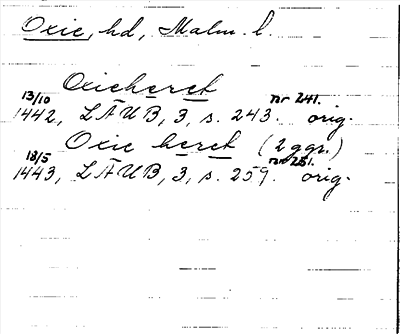 Oxie, hd, Malm. l.
Oxieheret
13/10 nr 241.
1442, LÄUB, 3, s. 243. orig.
Oxie heret (2 ggr.)
18/5 nr 251.
1443, LÄUB, 3, s. 259. orig.